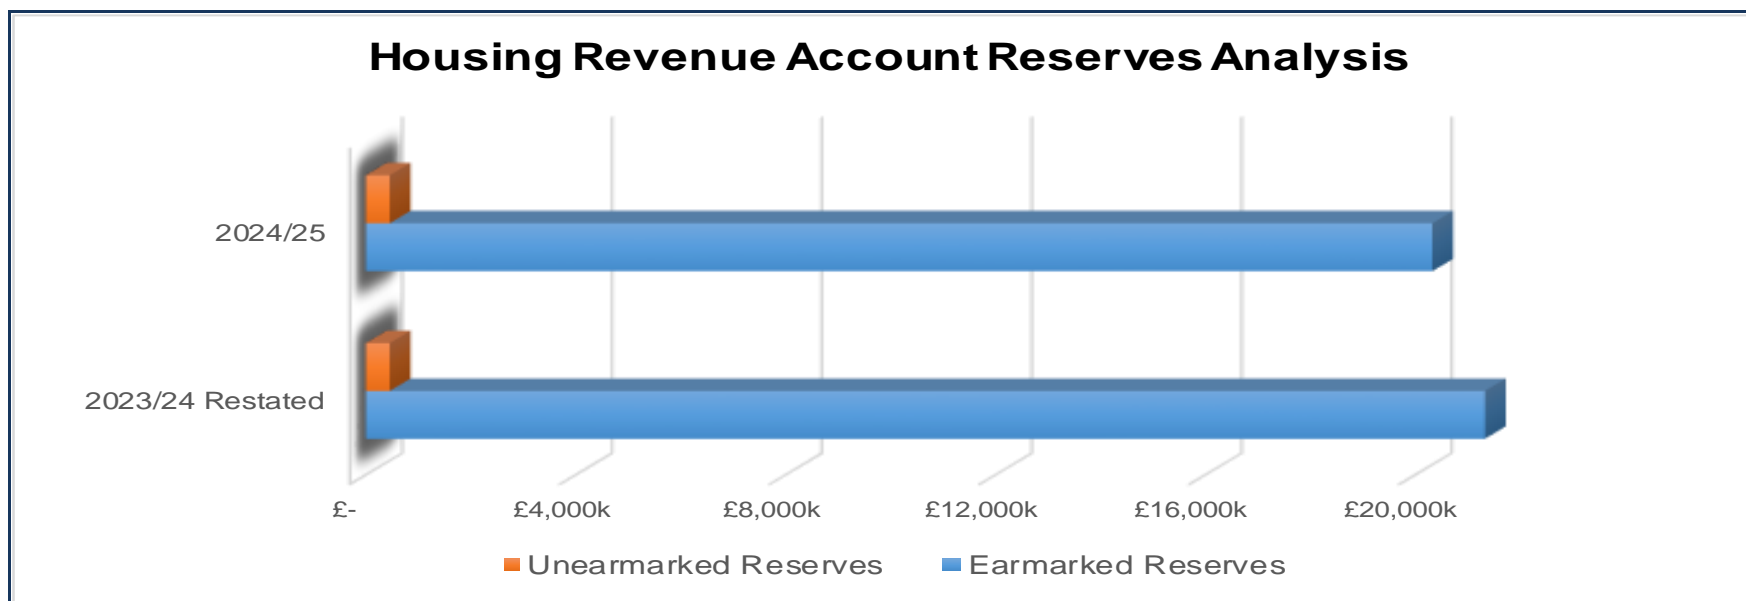 Housing Revenue Account Reserves Analysis
2024/25
2023/24 Restated
£- £4,000k £8,000k £12,000k £16,000k £20,000k
Unearmarked Reserves Earmarked Reserves